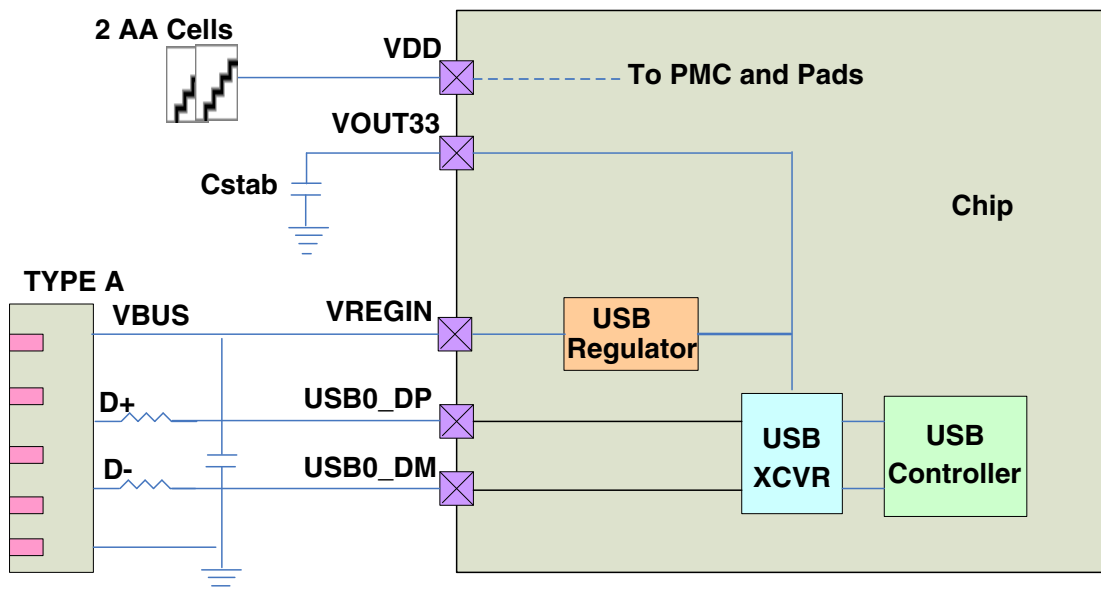 2 AA Cells
VDD
To PMC and Pads
VOUT33
Cstab
Chip
TYPE A
VBUS
VREGIN
USB
Regulator
D+
USB0_DP
D-
USB0_DM
USB
XCVR
USB
Controller